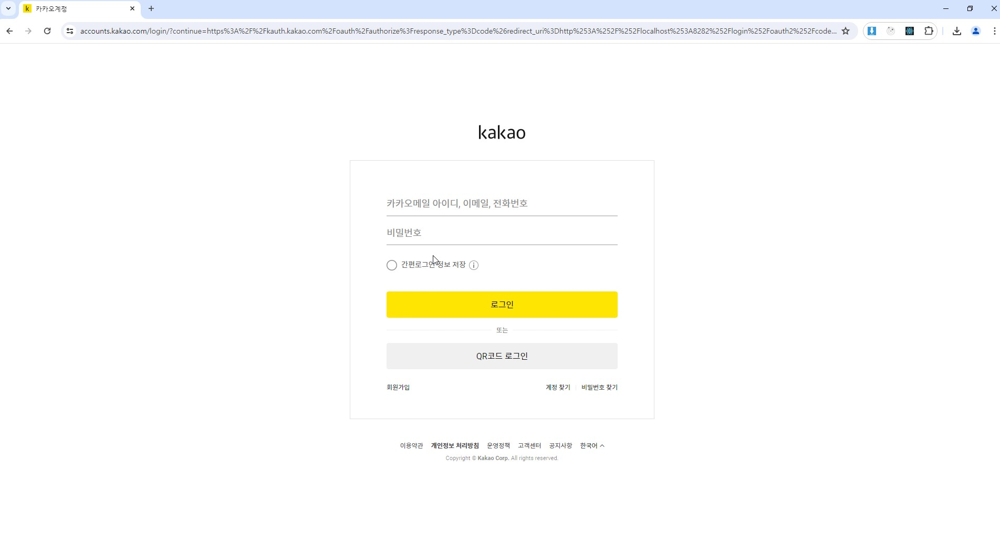 카카오계정
accounts.kakao.com/login/?continue=https%3A%2F%2Fkauth.kakao.com%2Foauth%2Fauthorize%3Fresponse_type%3Dcode%26redirect_uri%3Dhttp%253A%252F%252Flocalhost%253A8282%252Flogin%252Foauth2%252Fcode...
kakao
카카오메일 아이디, 이메일, 전화번호
비밀번호
간편로그인 정보 저장
로그인
또는
QR코드 로그인
회원가입 계정 찾기 비밀번호 찾기
이용약관 개인정보 처리방침 운영정책 고객센터 공지사항 한국어
Copyright © Kakao Corp. All rights reserved.